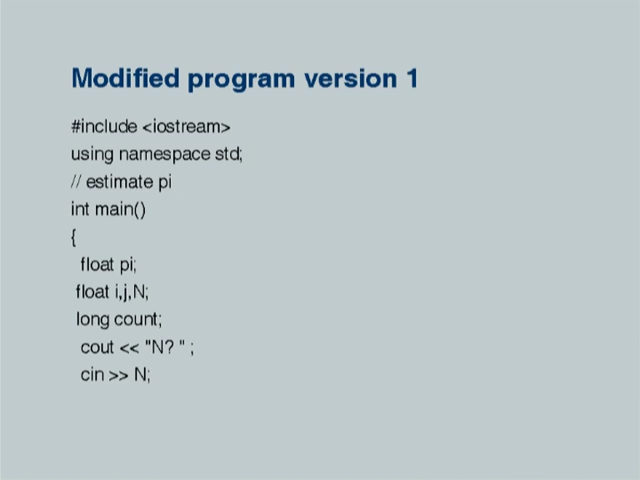 Modified program version 1
#include <iostream>
using namespace std;
// estimate pi
int main()
{
float pi;
float i,j,N;
long count;
cout << "N? " ;
cin >> N;